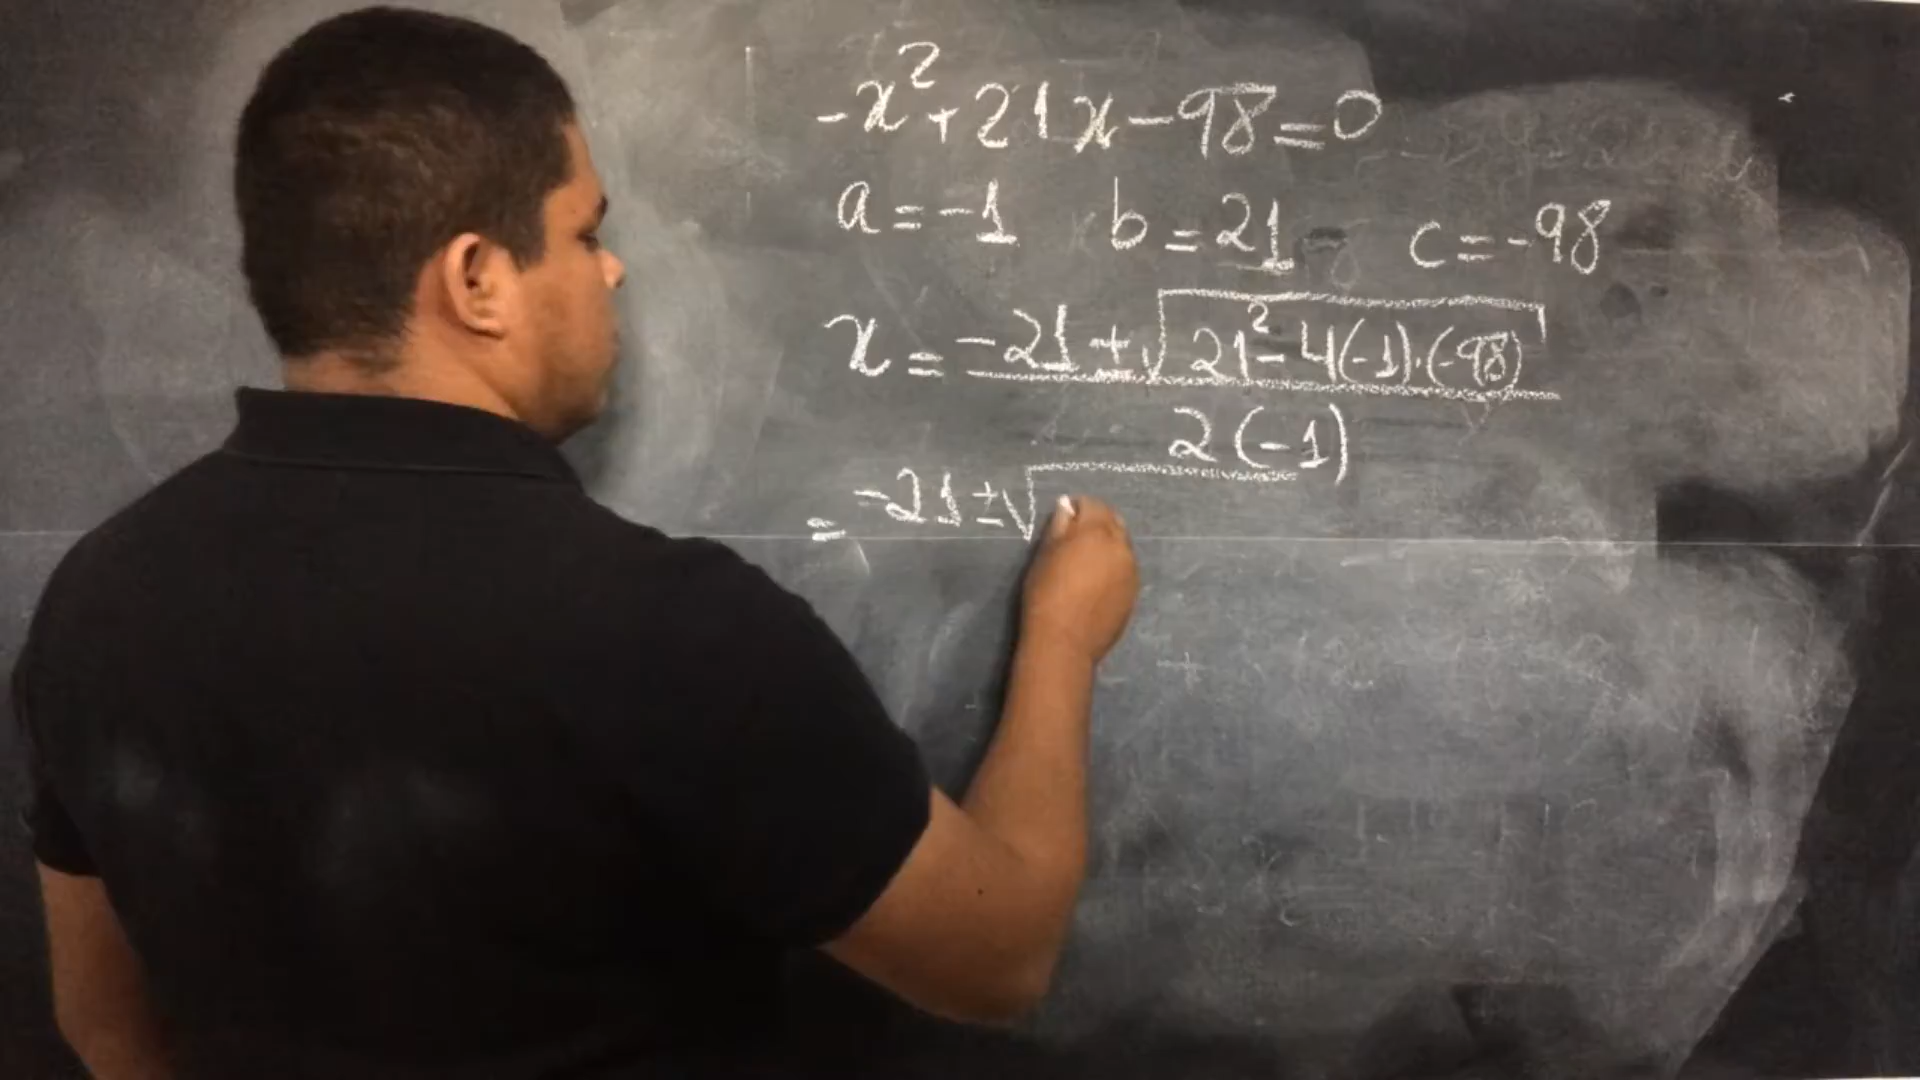 -x²+21x-98=0
a=-1 b=21 c=-98
x = -21±√(21²-4(-1)·(-98)) / 2(-1)
= -21±√